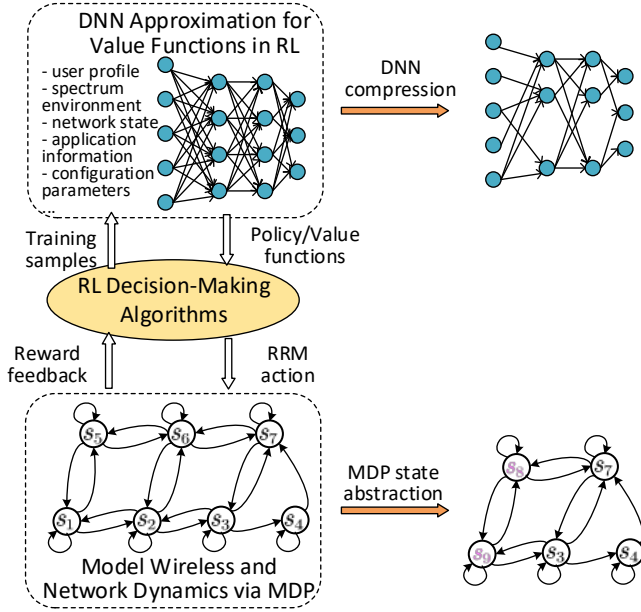 DNN Approximation for
Value Functions in RL
- user profile
- spectrum
environment
- network state
- application
information
- configuration
parameters
..
DNN
compression
Training
samples
Policy/Value
functions
RL Decision-Making
Algorithms
Reward
feedback
RRM
action
s5
s6
s7
s1
s2
s3
s4
Model Wireless and
Network Dynamics via MDP
MDP state
abstraction
s8
s7
s9
s3
s4